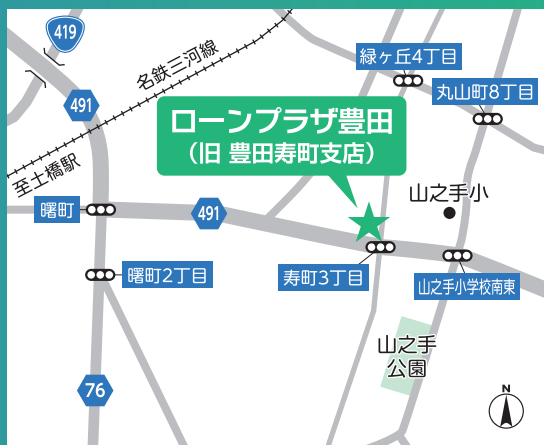 419
名鉄三河線
緑ヶ丘4丁目
491
丸山町8丁目
ローンプラザ豊田
（旧 豊田寿町支店）
至土橋駅
山之手小
曙町
491
曙町2丁目
寿町3丁目
山之手小学校南東
山之手
公園
76
N